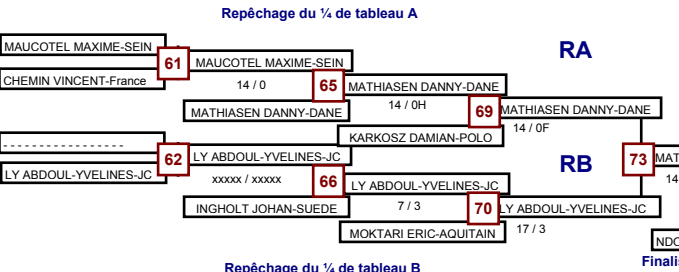 Repêchage du ¼ de tableau A
RA
MAUCOTEL MAXIME-SEIN
61
MAUCOTEL MAXIME-SEIN
CHEMIN VINCENT-France
14 / 0
65
MATHIASEN DANNY-DANE
MATHIASEN DANNY-DANE
14 / 0H
69
MATHIASEN DANNY-DANE
14 / 0F
KARKOSZ DAMIAN-POLO
- - - - - - - - - - - - - - - -
62
LY ABDOUL-YVELINES-JC
RB
73
MAT
LY ABDOUL-YVELINES-JC
xxxxx / xxxxx
66
LY ABDOUL-YVELINES-JC
14
INGHOLT JOHAN-SUEDE
7 / 3
70
LY ABDOUL-YVELINES-JC
MOKTARI ERIC-AQUITAIN
17 / 3
NDO
Finalis
Repêchage du ¼ de tableau B